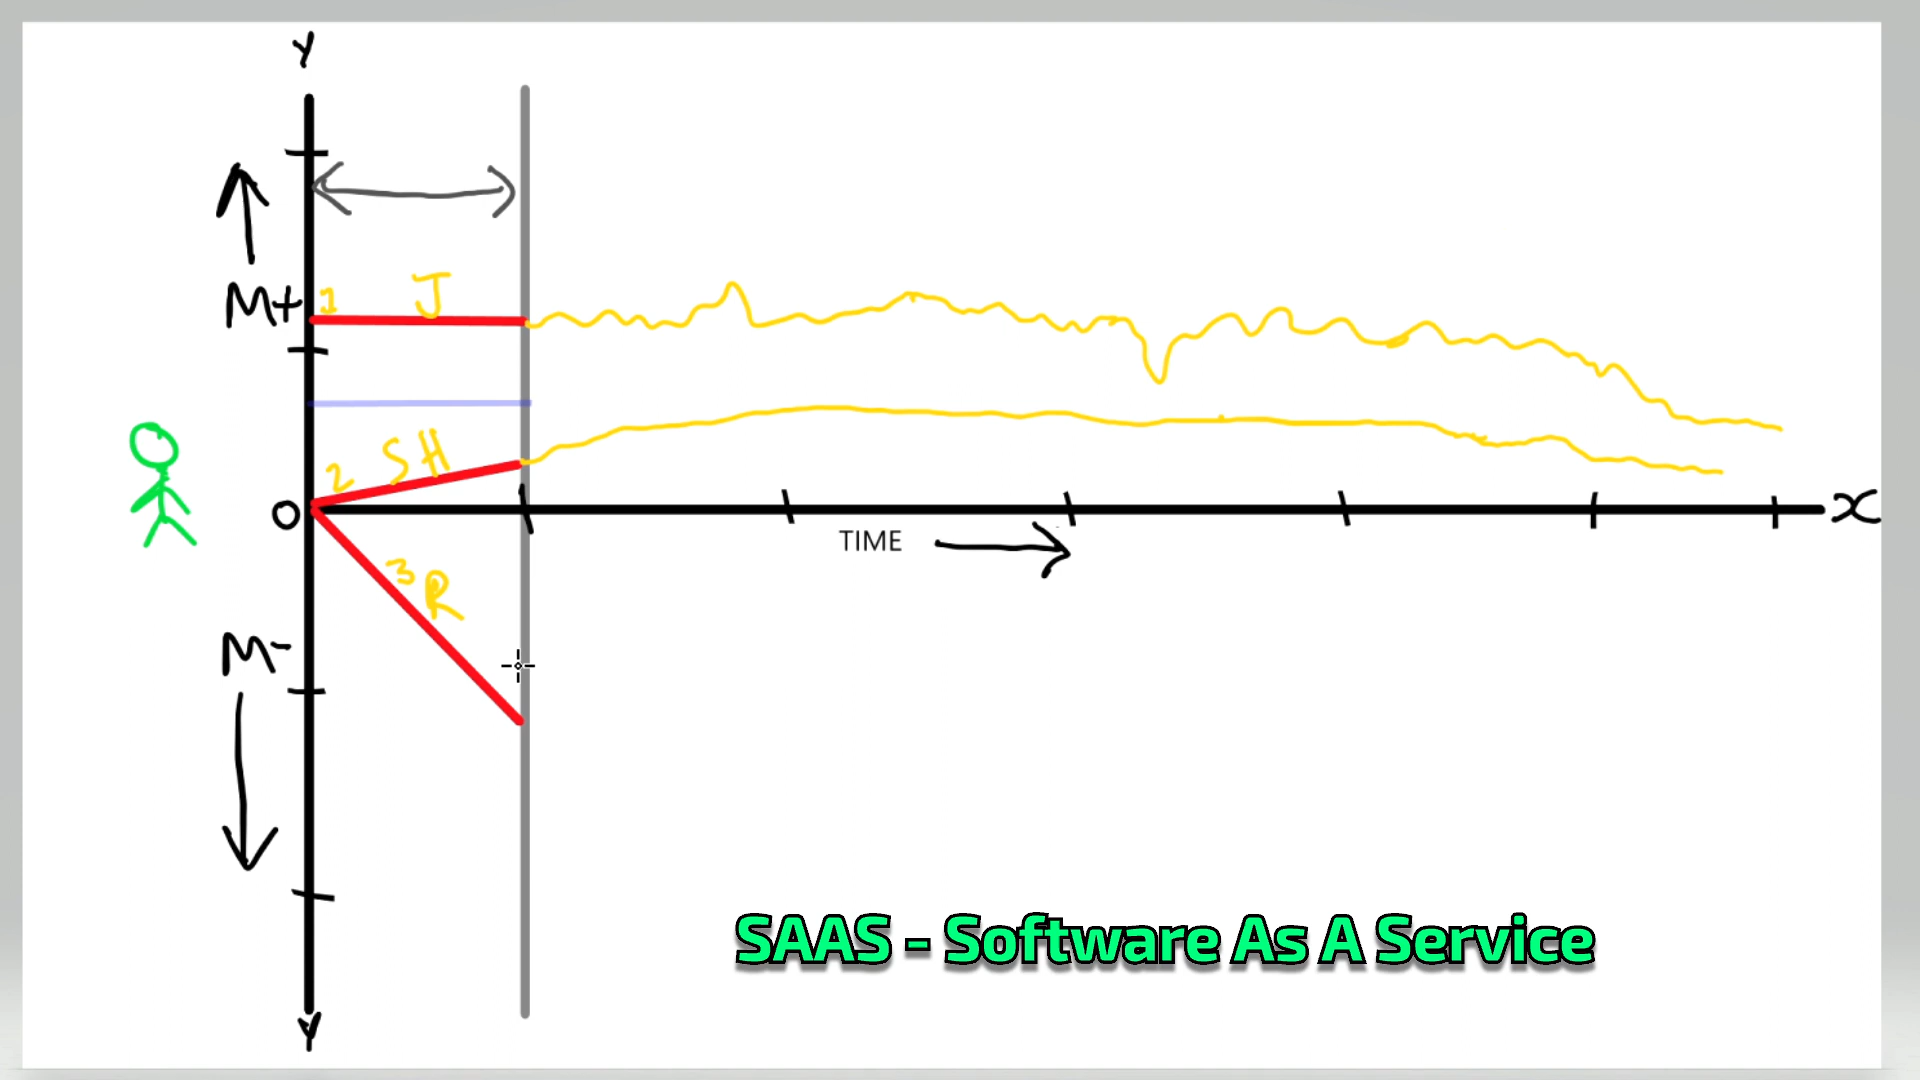 Y
M+
1 J
2 SH
O
X
TIME
3 R
M-
SAAS - Software As A Service
Y